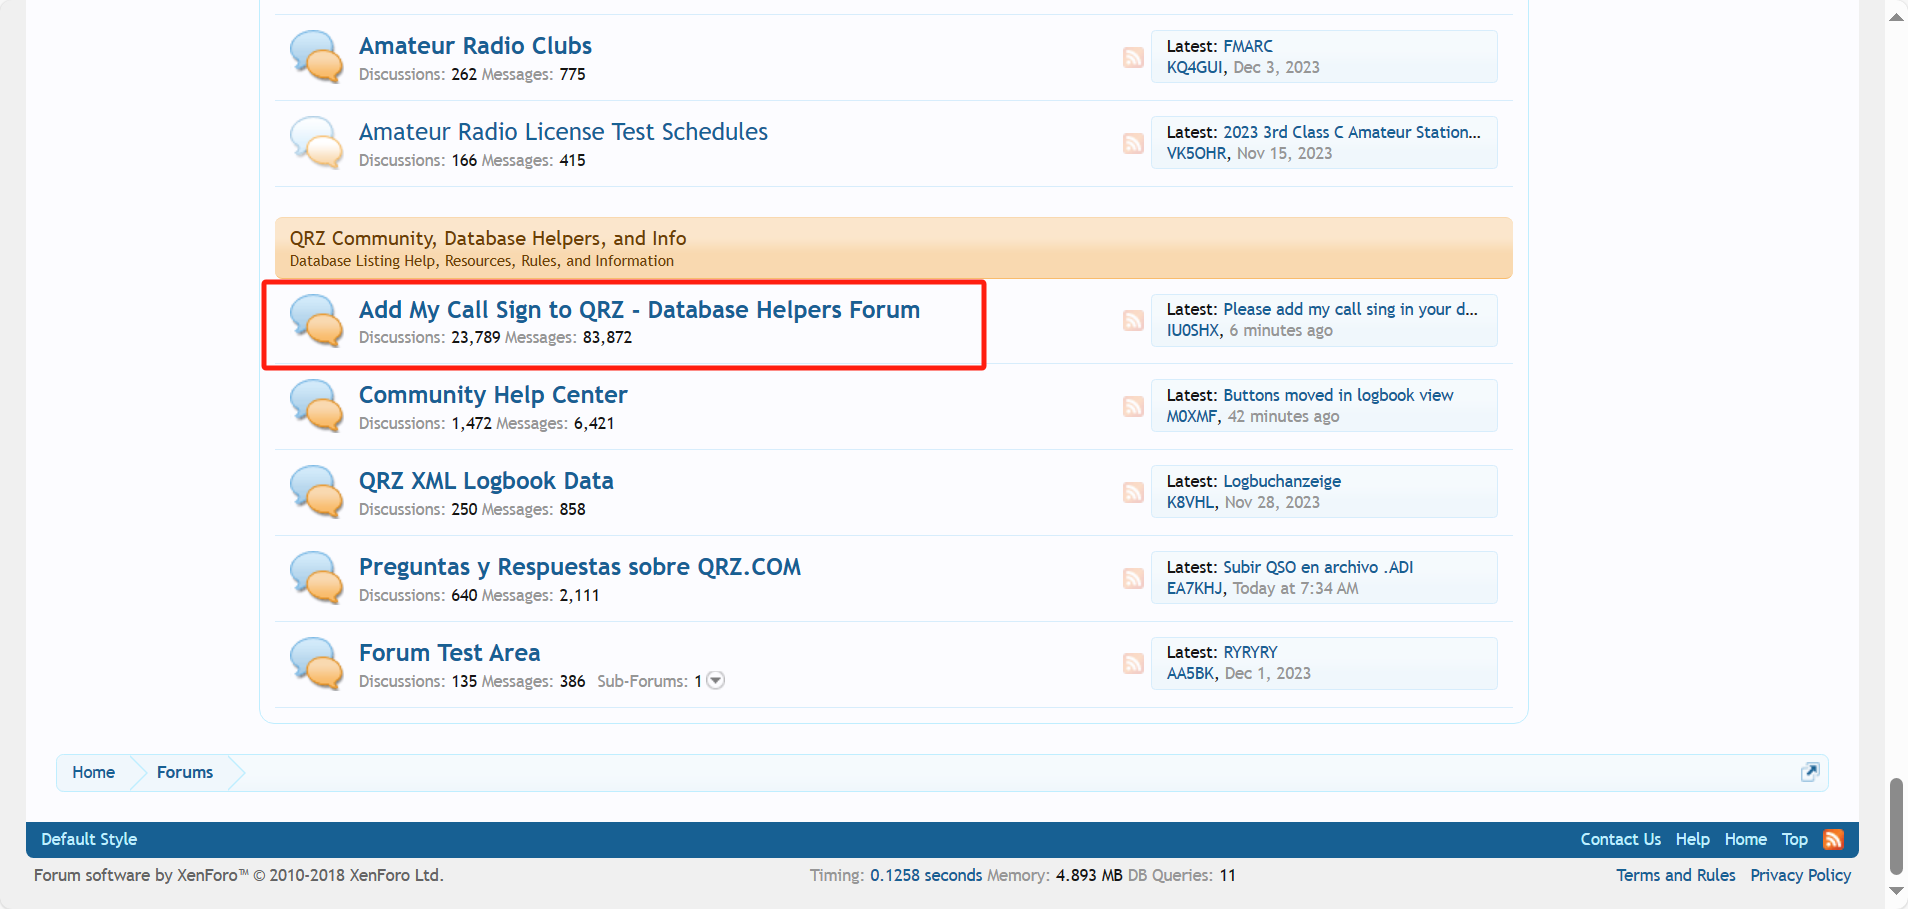 Amateur Radio Clubs
Discussions: 262 Messages: 775
Latest: FMARC
KQ4GUI, Dec 3, 2023
Amateur Radio License Test Schedules
Discussions: 166 Messages: 415
Latest: 2023 3rd Class C Amateur Station...
VK5OHR, Nov 15, 2023
QRZ Community, Database Helpers, and Info
Database Listing Help, Resources, Rules, and Information
Add My Call Sign to QRZ - Database Helpers Forum
Discussions: 23,789 Messages: 83,872
Latest: Please add my call sing in your d...
IU0SHX, 6 minutes ago
Community Help Center
Discussions: 1,472 Messages: 6,421
Latest: Buttons moved in logbook view
M0XMF, 42 minutes ago
QRZ XML Logbook Data
Discussions: 250 Messages: 858
Latest: Logbuchanzeige
K8VHL, Nov 28, 2023
Preguntas y Respuestas sobre QRZ.COM
Discussions: 640 Messages: 2,111
Latest: Subir QSO en archivo .ADI
EA7KHJ, Today at 7:34 AM
Forum Test Area
Discussions: 135 Messages: 386 Sub-Forums: 1
Latest: RYRYRY
AA5BK, Dec 1, 2023
Home Forums
Default Style
Contact Us Help Home Top
Forum software by XenForo™ © 2010-2018 XenForo Ltd.
Timing: 0.1258 seconds Memory: 4.893 MB DB Queries: 11
Terms and Rules Privacy Policy